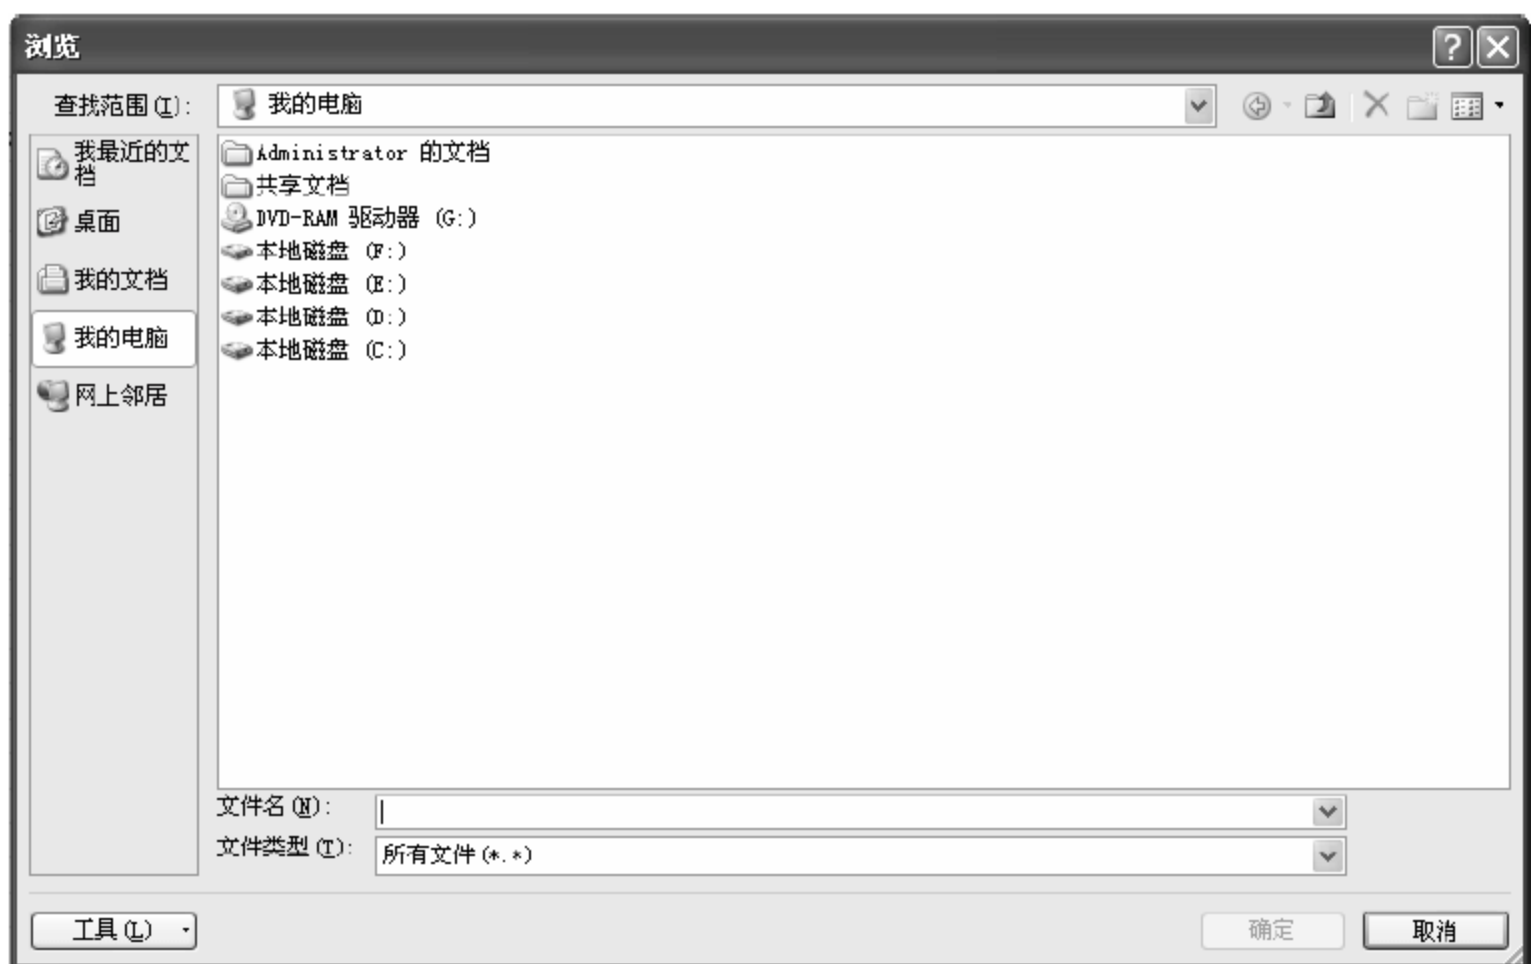 浏览
查找范围(I):
我的电脑
我最近的文
档
桌面
我的文档
我的电脑
网上邻居
Administrator 的文档
共享文档
DVD-RAM 驱动器 (G:)
本地磁盘 (F:)
本地磁盘 (E:)
本地磁盘 (D:)
本地磁盘 (C:)
文件名(N):
文件类型(T):
所有文件(*.*)
工具(L)
确定
取消